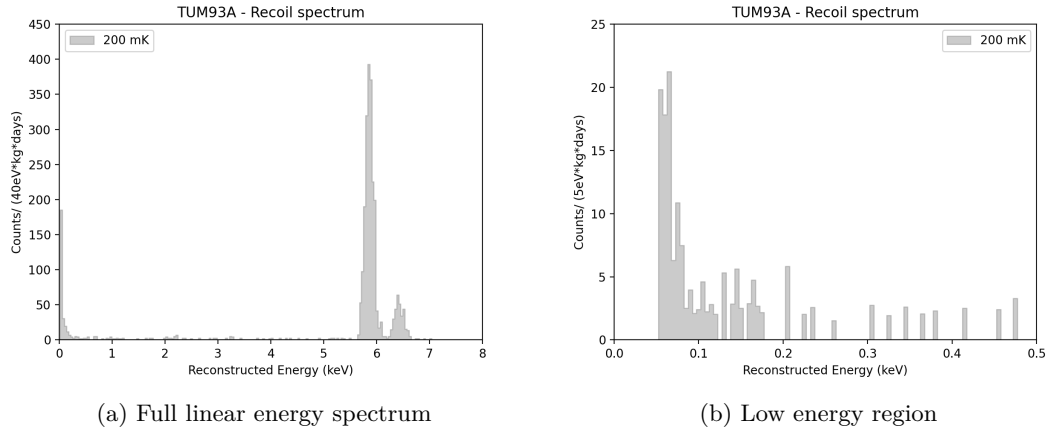 TUM93A - Recoil spectrum
200 mK
450
400
350
300
250
200
150
100
50
0
Counts/ (40eV*kg*days)
0 1 2 3 4 5 6 7 8
Reconstructed Energy (keV)
(a) Full linear energy spectrum
TUM93A - Recoil spectrum
200 mK
25
20
15
10
5
0
Counts/ (5eV*kg*days)
0.0 0.1 0.2 0.3 0.4 0.5
Reconstructed Energy (keV)
(b) Low energy region